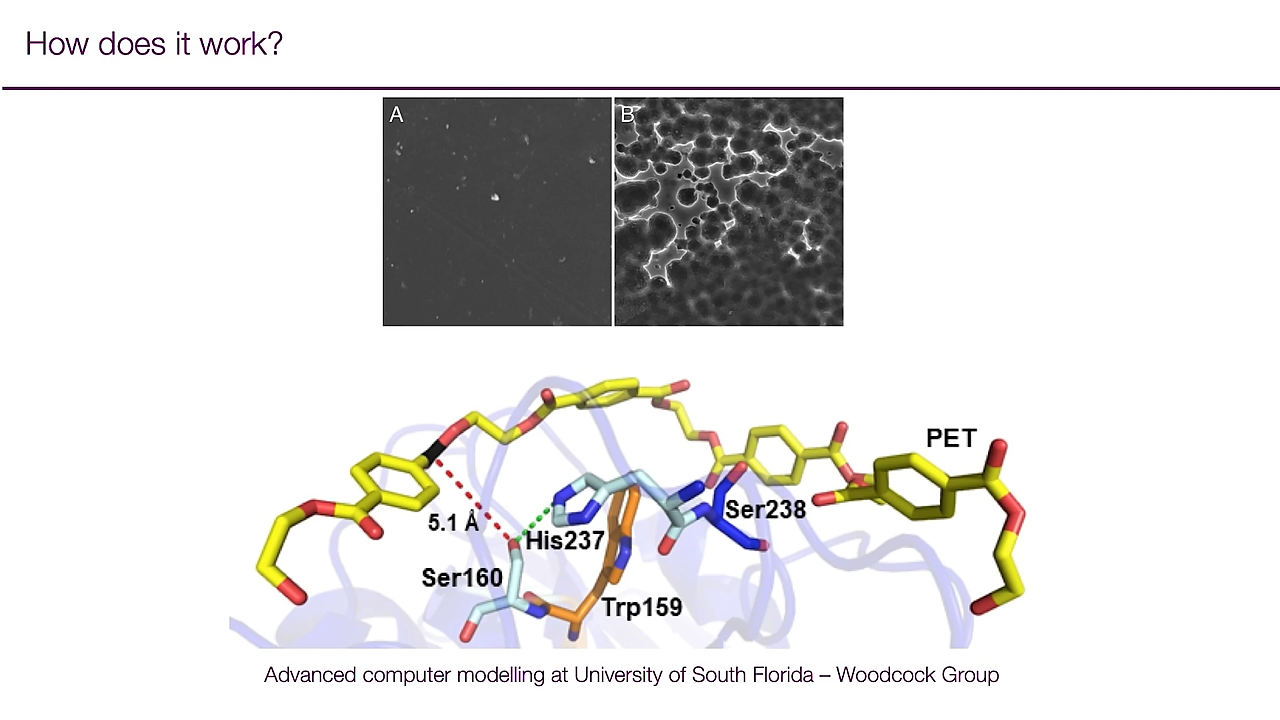 How does it work?
A
B
PET
Ser238
5.1 Å
His237
Ser160
Trp159
Advanced computer modelling at University of South Florida – Woodcock Group